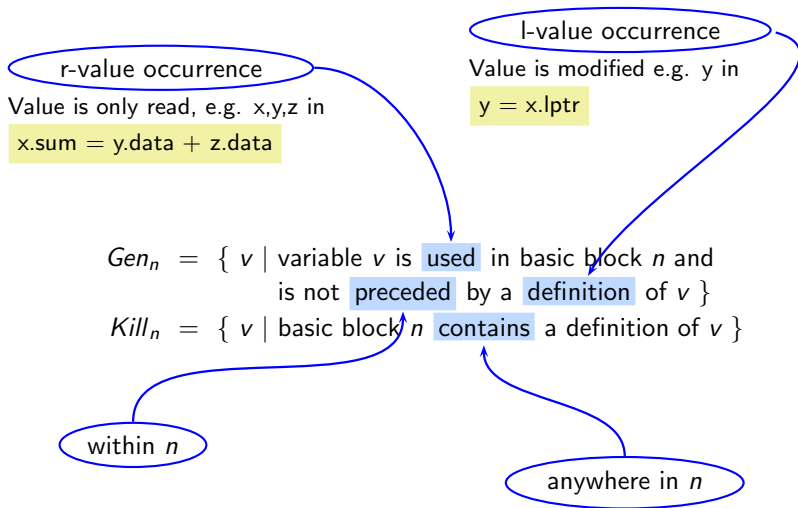 l-value occurrence
r-value occurrence
Value is modified e.g. y in
y = x.lptr
Value is only read, e.g. x,y,z in
x.sum = y.data + z.data
Genₙ = { v | variable v is used in basic block n and
is not preceded by a definition of v }
Killₙ = { v | basic block n contains a definition of v }
within n
anywhere in n